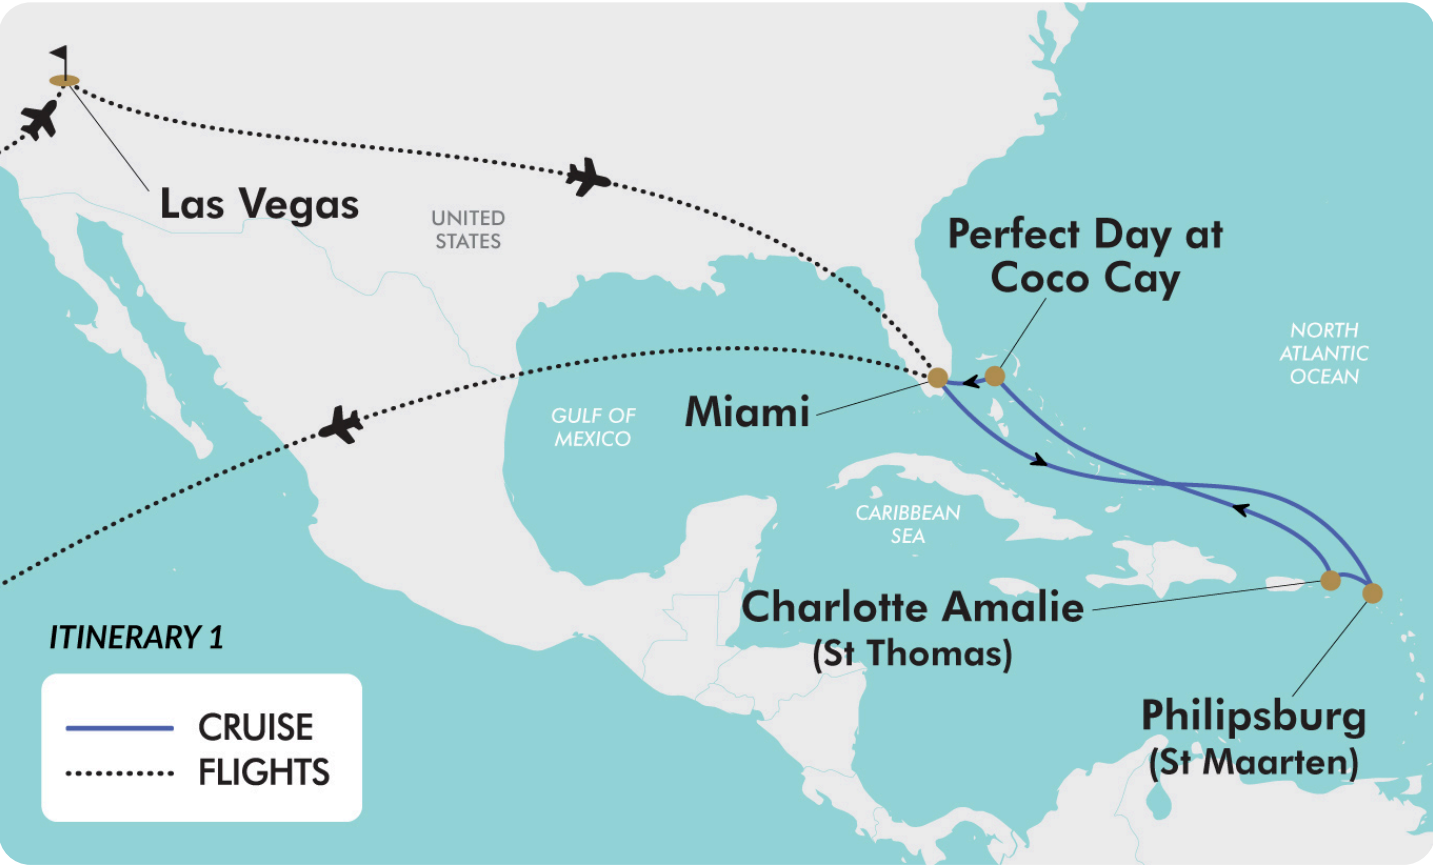 Las Vegas
UNITED
STATES
Perfect Day at
Coco Cay
NORTH
ATLANTIC
OCEAN
Miami
GULF OF
MEXICO
CARIBBEAN
SEA
Charlotte Amalie
(St Thomas)
Philipsburg
(St Maarten)
ITINERARY 1
CRUISE
FLIGHTS